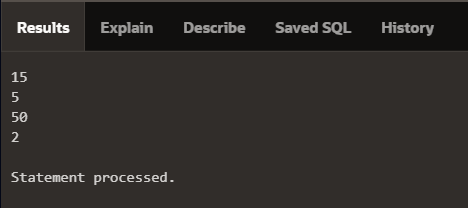 Results Explain Describe Saved SQL History
15
5
50
2
Statement processed.